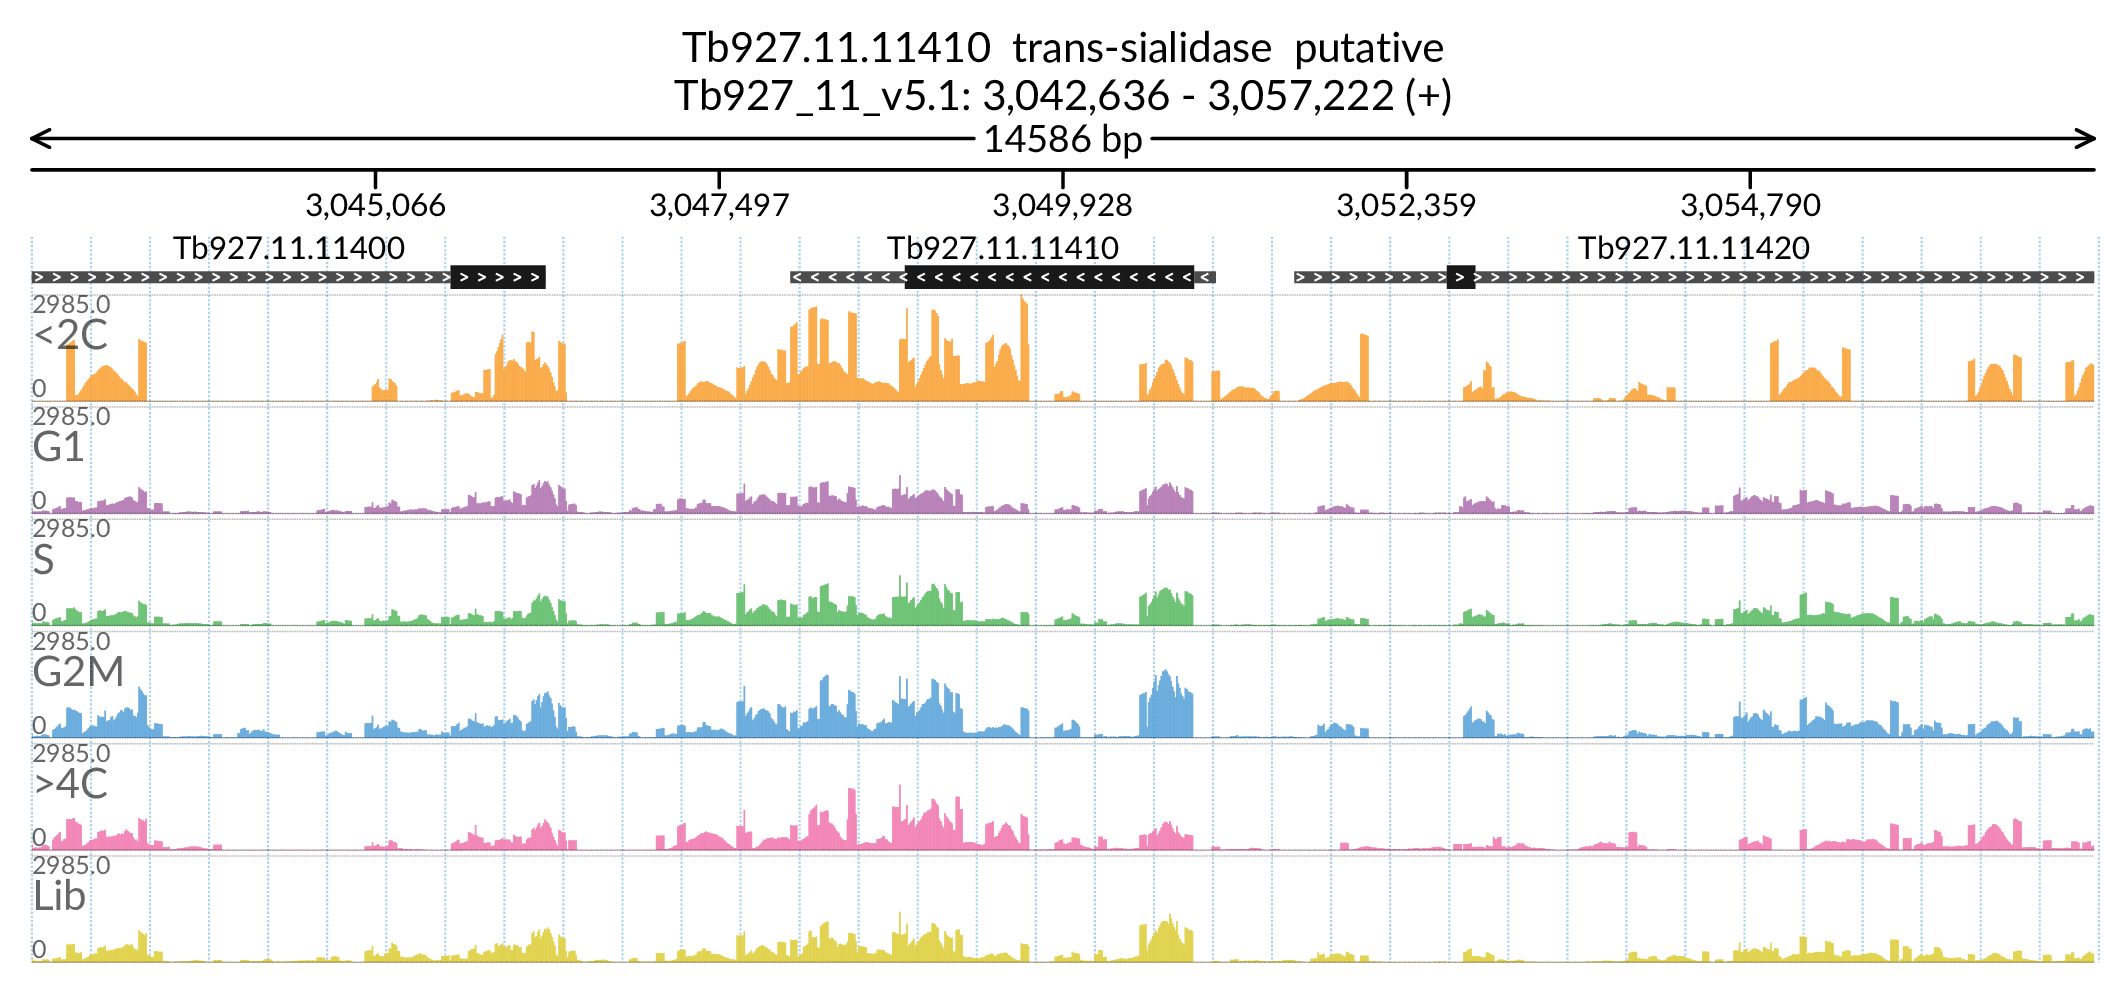 Tb927.11.11410 trans-sialidase putative
Tb927_11_v5.1: 3,042,636 - 3,057,222 (+)
14586 bp
3,045,066 3,047,497 3,049,928 3,052,359 3,054,790
Tb927.11.11400 Tb927.11.11410 Tb927.11.11420
2985.0
<2C
0
2985.0
G1
0
2985.0
S
0
2985.0
G2M
0
2985.0
>4C
0
2985.0
Lib
0